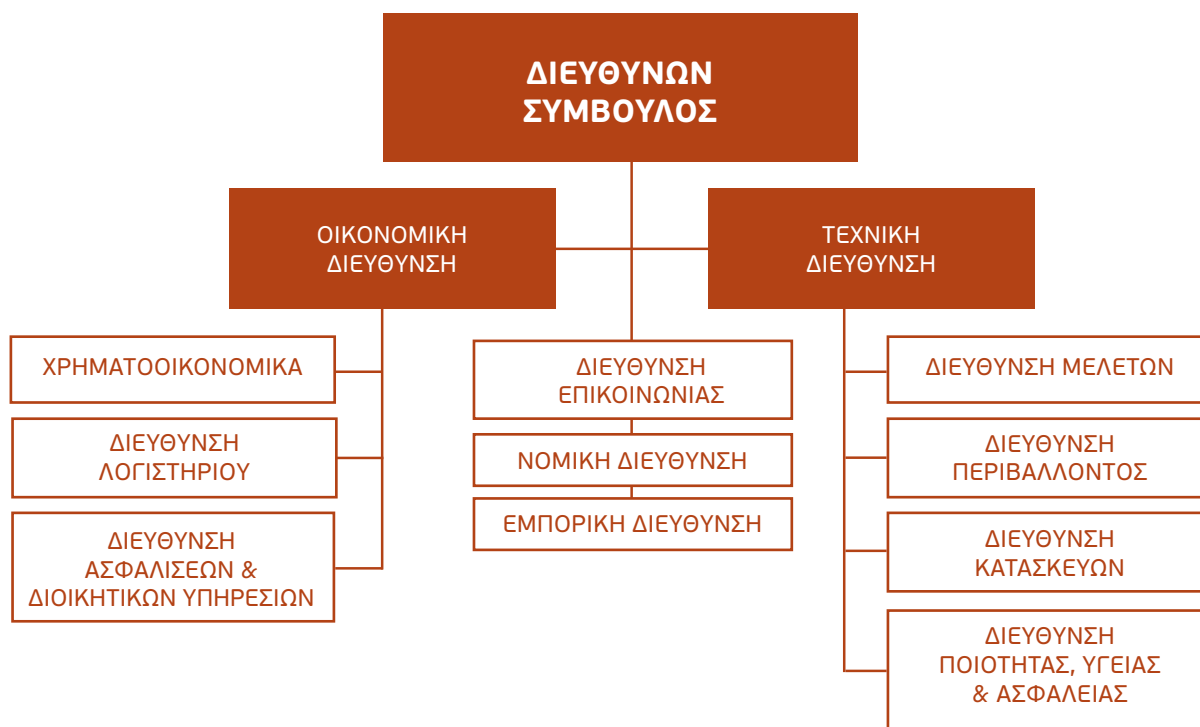 ΔΙΕΥΘΥΝΩΝ
ΣΥΜΒΟΥΛΟΣ
ΟΙΚΟΝΟΜΙΚΗ
ΔΙΕΥΘΥΝΣΗ
ΤΕΧΝΙΚΗ
ΔΙΕΥΘΥΝΣΗ
ΧΡΗΜΑΤΟΟΙΚΟΝΟΜΙΚΑ
ΔΙΕΥΘΥΝΣΗ
ΛΟΓΙΣΤΗΡΙΟΥ
ΔΙΕΥΘΥΝΣΗ
ΑΣΦΑΛΙΣΕΩΝ &
ΔΙΟΙΚΗΤΙΚΩΝ ΥΠΗΡΕΣΙΩΝ
ΔΙΕΥΘΥΝΣΗ
ΕΠΙΚΟΙΝΩΝΙΑΣ
ΝΟΜΙΚΗ ΔΙΕΥΘΥΝΣΗ
ΕΜΠΟΡΙΚΗ ΔΙΕΥΘΥΝΣΗ
ΔΙΕΥΘΥΝΣΗ ΜΕΛΕΤΩΝ
ΔΙΕΥΘΥΝΣΗ
ΠΕΡΙΒΑΛΛΟΝΤΟΣ
ΔΙΕΥΘΥΝΣΗ
ΚΑΤΑΣΚΕΥΩΝ
ΔΙΕΥΘΥΝΣΗ
ΠΟΙΟΤΗΤΑΣ, ΥΓΕΙΑΣ
& ΑΣΦΑΛΕΙΑΣ